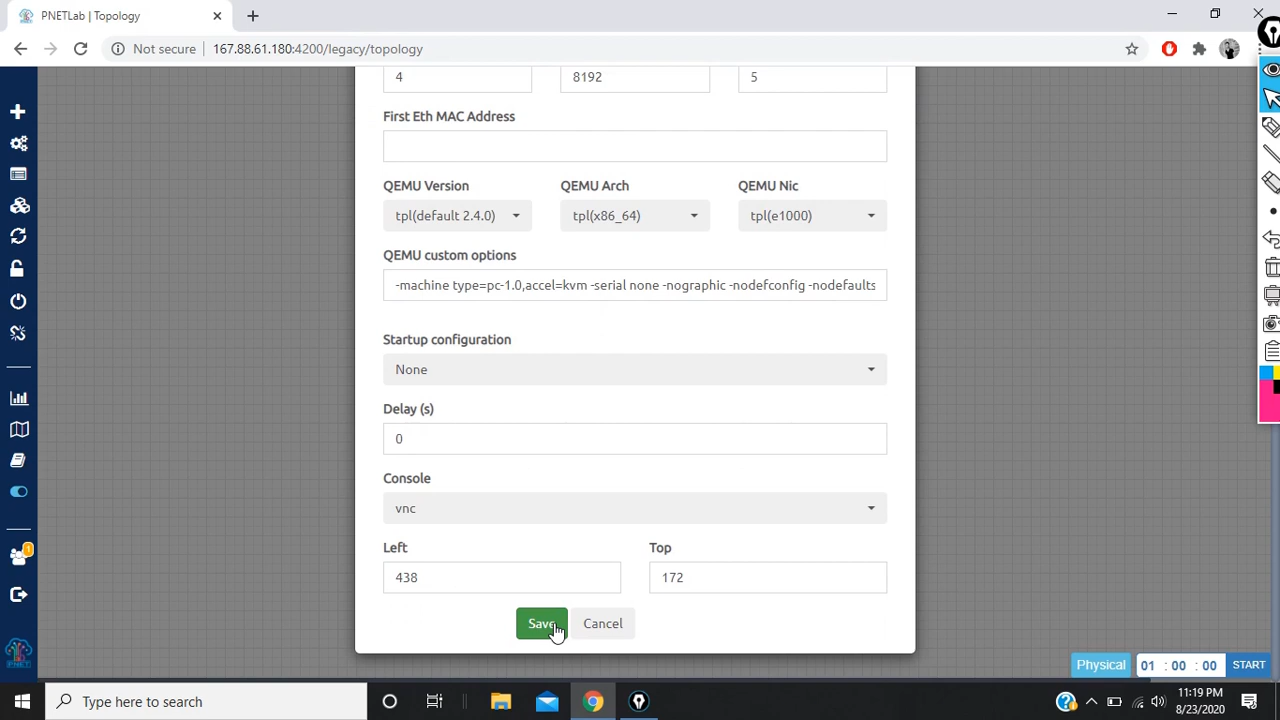 PNETLab | Topology
Not secure
167.88.61.180:4200/legacy/topology
4
8192
5
First Eth MAC Address
QEMU Version
QEMU Arch
QEMU Nic
tpl(default 2.4.0)
tpl(x86_64)
tpl(e1000)
QEMU custom options
-machine type=pc-1.0,accel=kvm -serial none -nographic -nodefconfig -nodefaults
Startup configuration
None
Delay (s)
0
Console
vnc
Left
Top
438
172
Save
Cancel
1
PNET
Physical
01 : 00 : 00
START
Type here to search
11:19 PM
8/23/2020